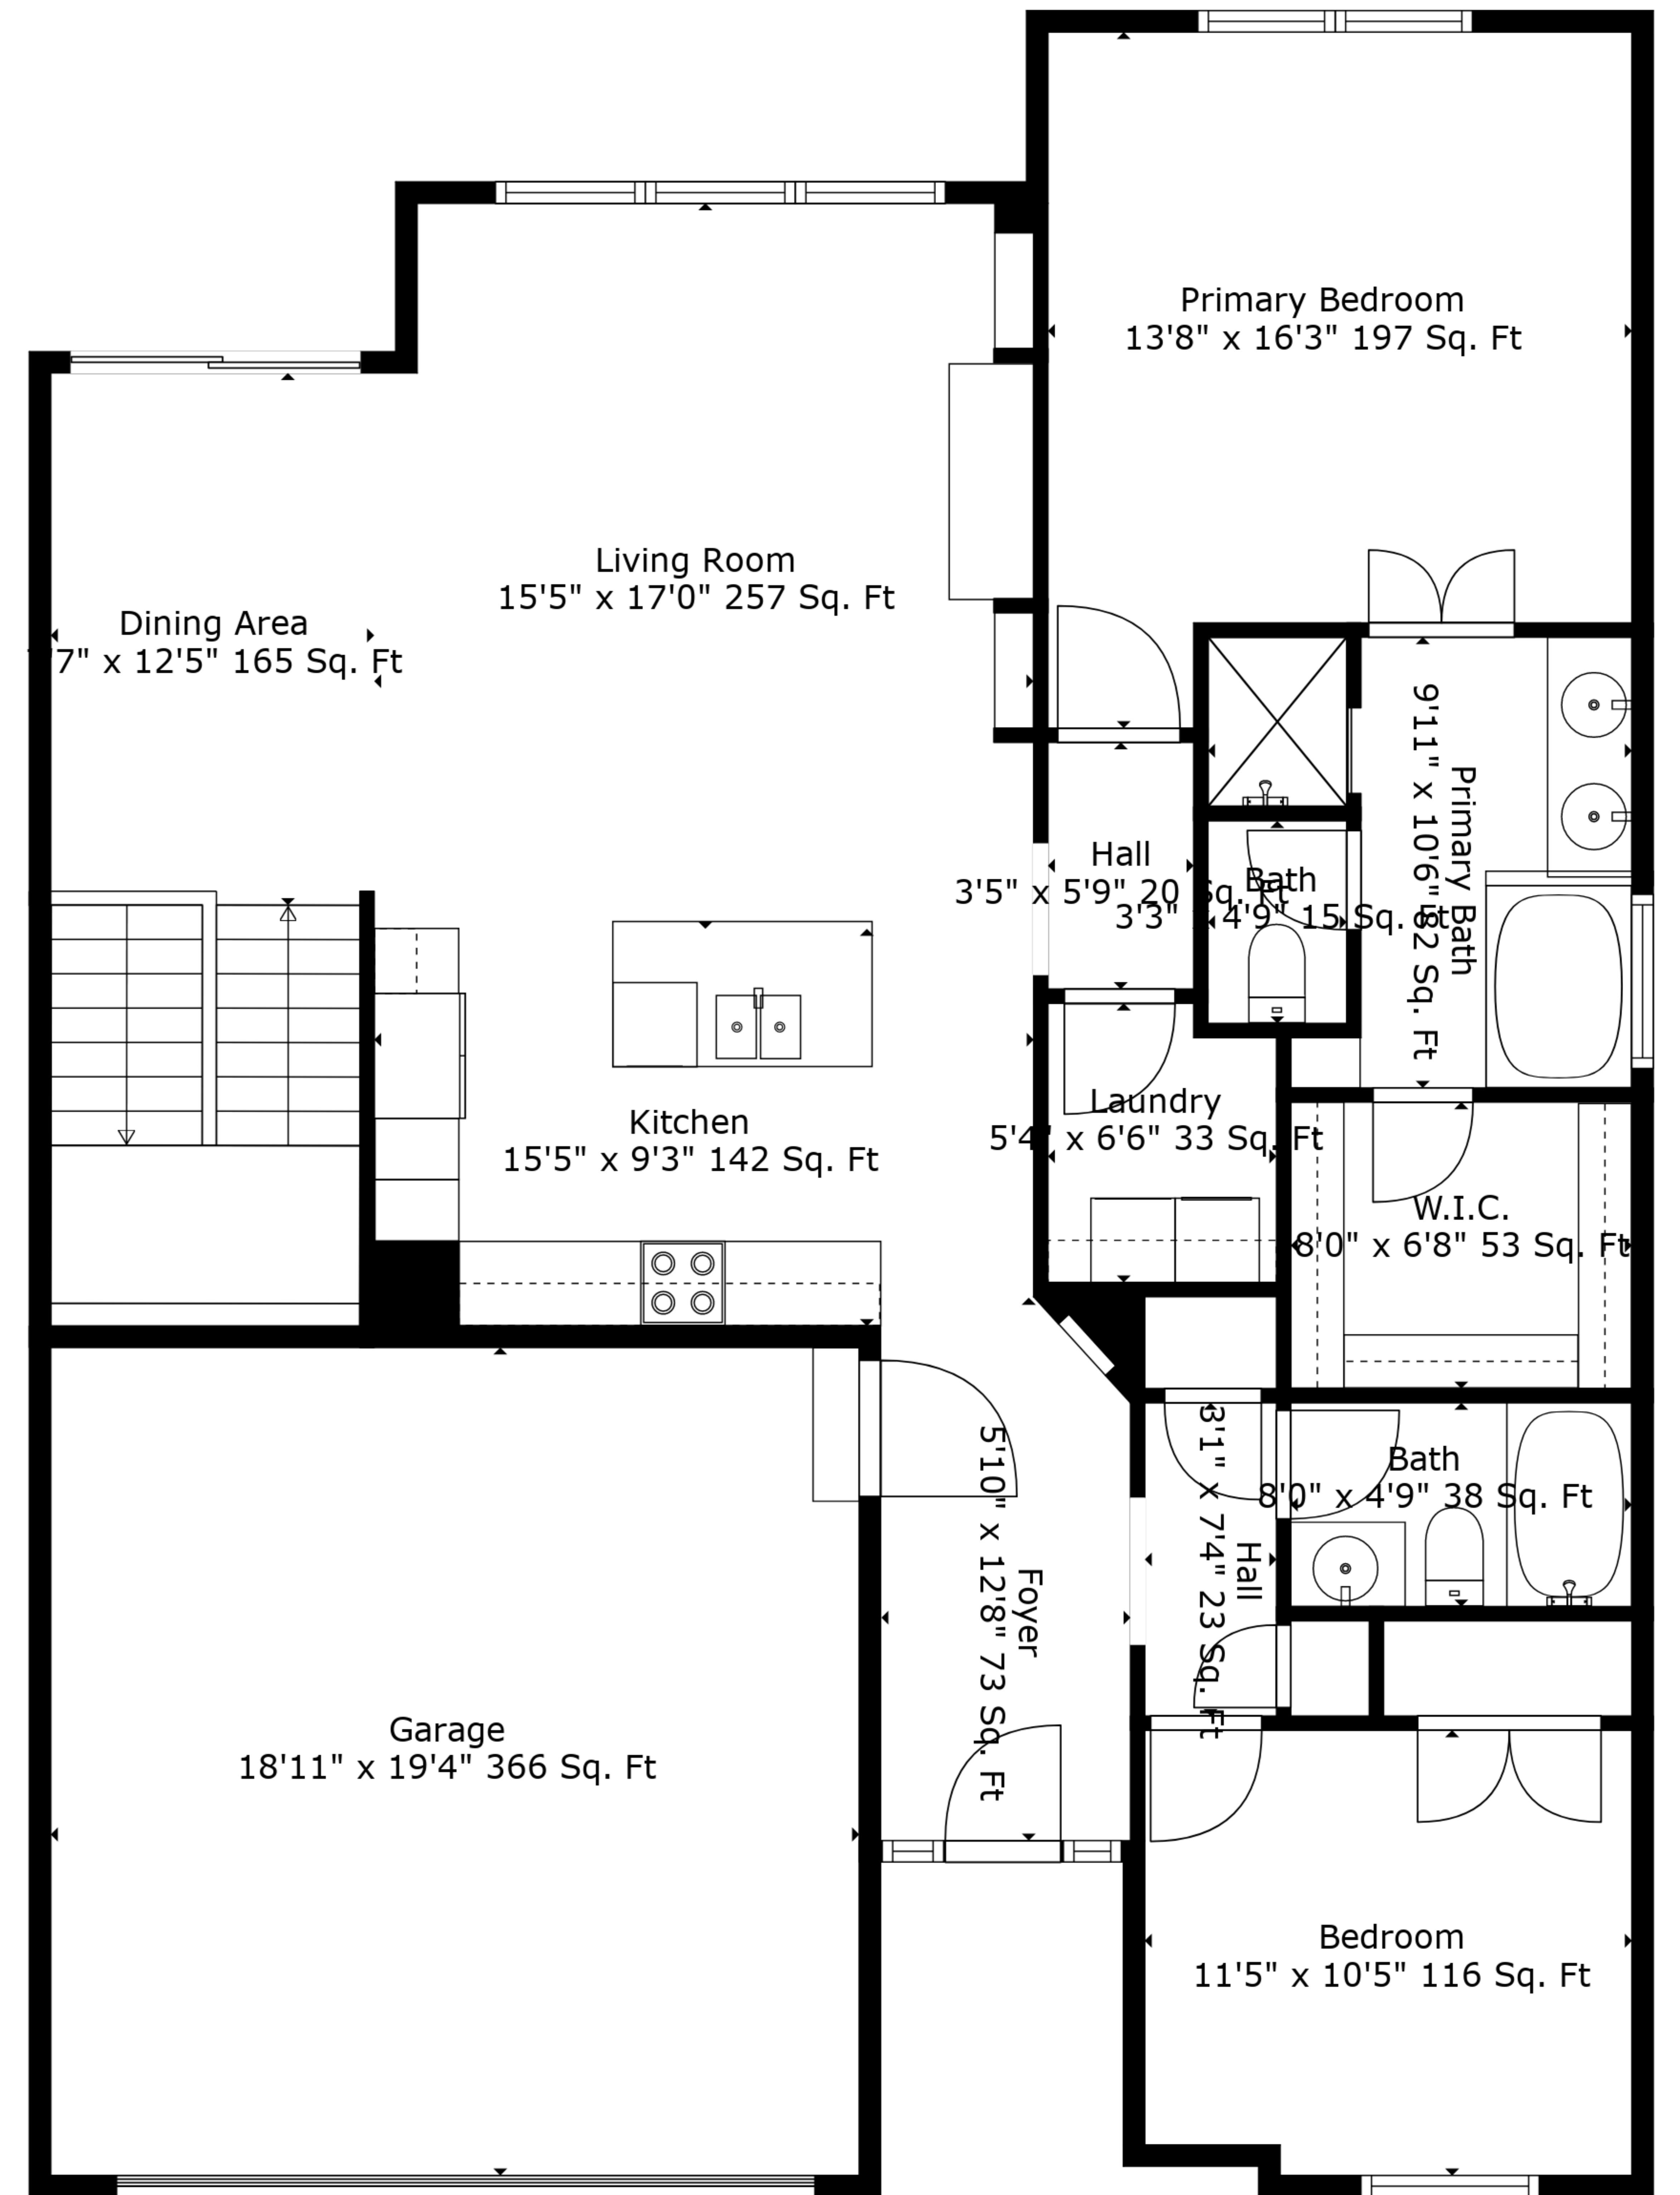 Primary Bedroom
13'8" x 16'3" 197 Sq. Ft
Living Room
15'5" x 17'0" 257 Sq. Ft
Dining Area
7" x 12'5" 165 Sq. Ft
Primary Bath
9'11" x 10'6" 82 Sq. Ft
Hall
3'5" x 5'9" 20 Sq. Ft
Bath
3'3" x 4'9" 15 Sq. Ft
Laundry
5'4" x 6'6" 33 Sq. Ft
Kitchen
15'5" x 9'3" 142 Sq. Ft
W.I.C.
8'0" x 6'8" 53 Sq. Ft
Bath
8'0" x 4'9" 38 Sq. Ft
Hall
3'1" x 7'4" 23 Sq. Ft
Foyer
5'10" x 12'8" 73 Sq. Ft
Garage
18'11" x 19'4" 366 Sq. Ft
Bedroom
11'5" x 10'5" 116 Sq. Ft